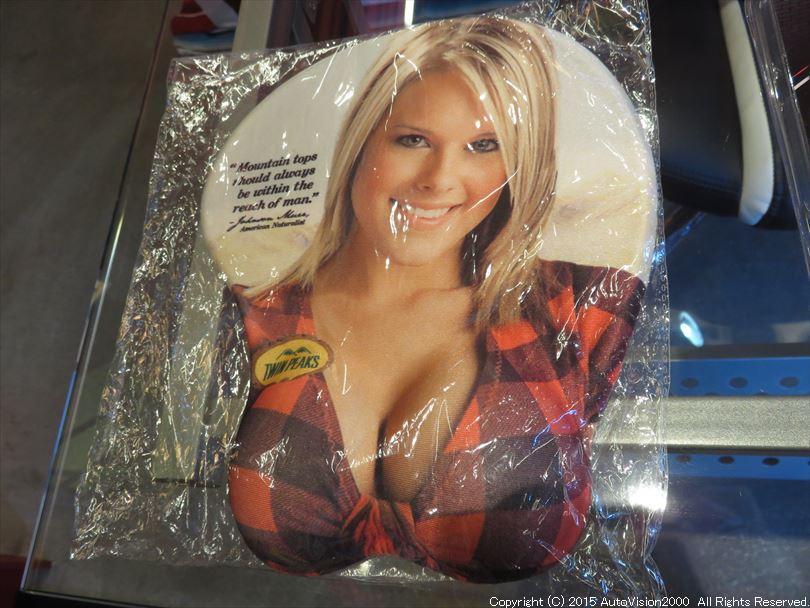 "Mountain tops
should always
be within the
reach of man."
American Naturalist
TWIN PEAKS
Copyright (C) 2015 AutoVision2000 All Rights Reserved.